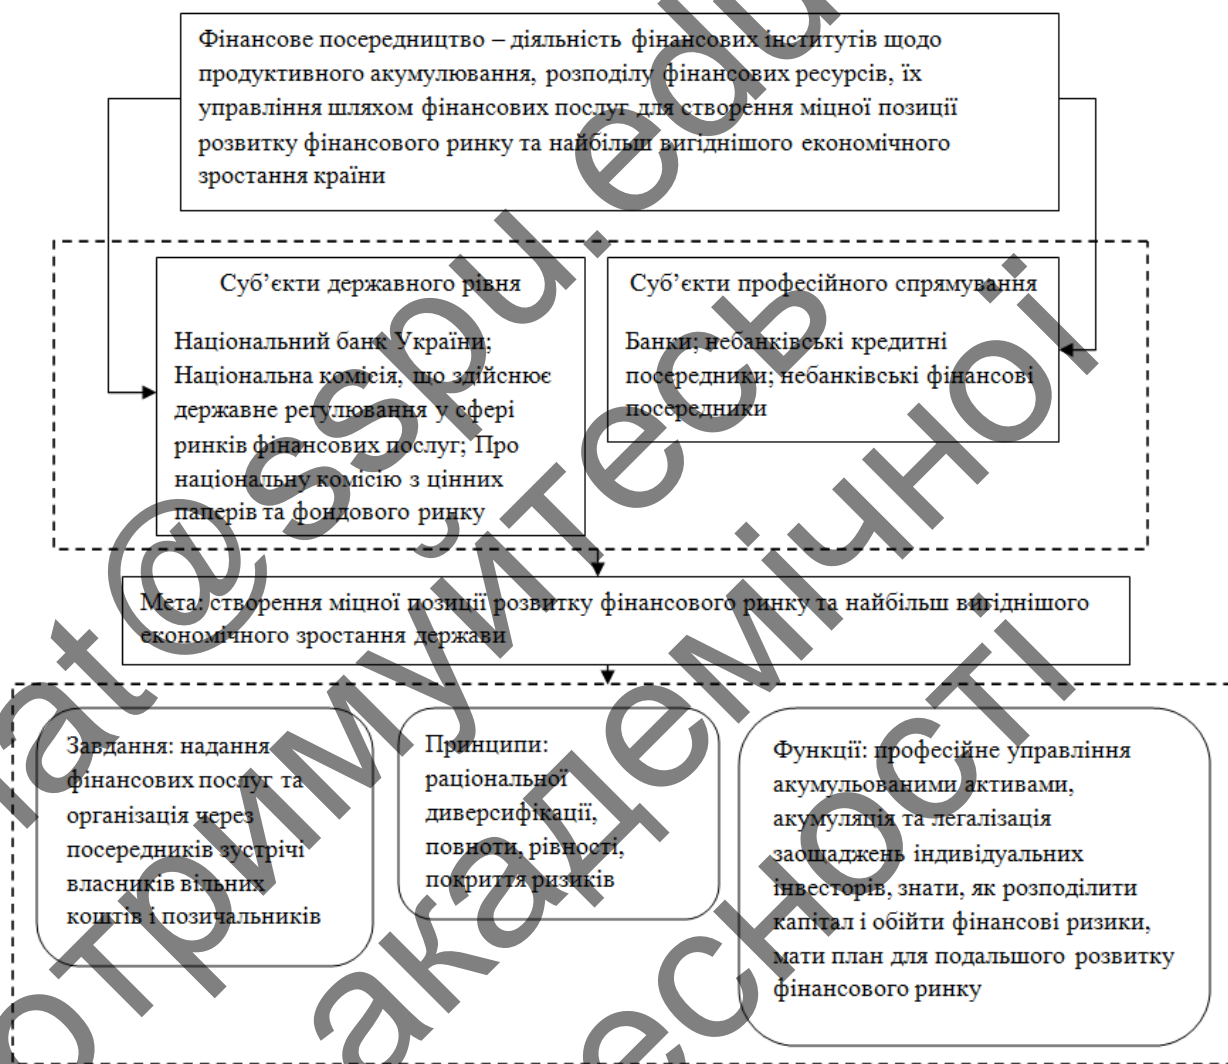 Фінансове посередництво – діяльність фінансових інститутів щодо
продуктивного акумулювання, розподілу фінансових ресурсів, їх
управління шляхом фінансових послуг для створення міцної позиції
розвитку фінансового ринку та найбільш вигіднішого економічного
зростання країни
Суб’єкти державного рівня
Національний банк України;
Національна комісія, що здійснює
державне регулювання у сфері
ринків фінансових послуг; Про
національну комісію з цінних
паперів та фондового ринку
Суб’єкти професійного спрямування
Банки; небанківські кредитні
посередники; небанківські фінансові
посередники
Мета: створення міцної позиції розвитку фінансового ринку та найбільш вигіднішого
економічного зростання держави
Завдання: надання
фінансових послуг та
організація через
посередників зустрічі
власників вільних
коштів і позичальників
Принципи:
раціональної
диверсифікації,
повноти, рівності,
покриття ризиків
Функції: професійне управління
акумульованими активами,
акумуляція та легалізація
заощаджень індивідуальних
інвесторів, знати, як розподілити
капітал і обійти фінансові ризики,
мати план для подальшого розвитку
фінансового ринку
at@sspu.edu
отримуйтесь
академічної
есності